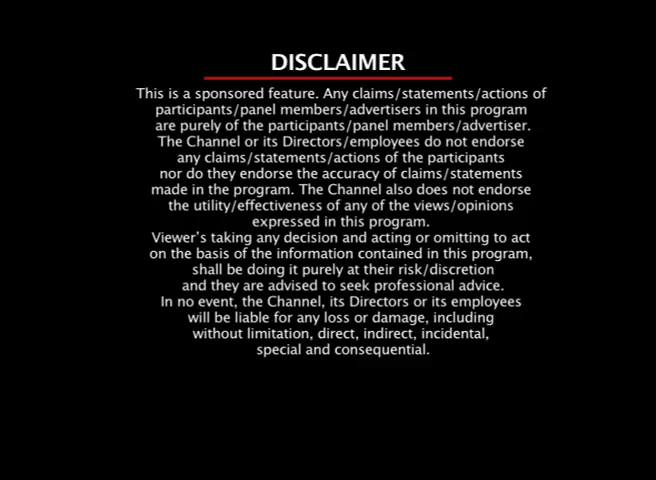 DISCLAIMER
This is a sponsored feature. Any claims/statements/actions of
participants/panel members/advertisers in this program
are purely of the participants/panel members/advertiser.
The Channel or its Directors/employees do not endorse
any claims/statements/actions of the participants
nor do they endorse the accuracy of claims/statements
made in the program. The Channel also does not endorse
the utility/effectiveness of any of the views/opinions
expressed in this program.
Viewer's taking any decision and acting or omitting to act
on the basis of the information contained in this program,
shall be doing it purely at their risk/discretion
and they are advised to seek professional advice.
In no event, the Channel, its Directors or its employees
will be liable for any loss or damage, including
without limitation, direct, indirect, incidental,
special and consequential.